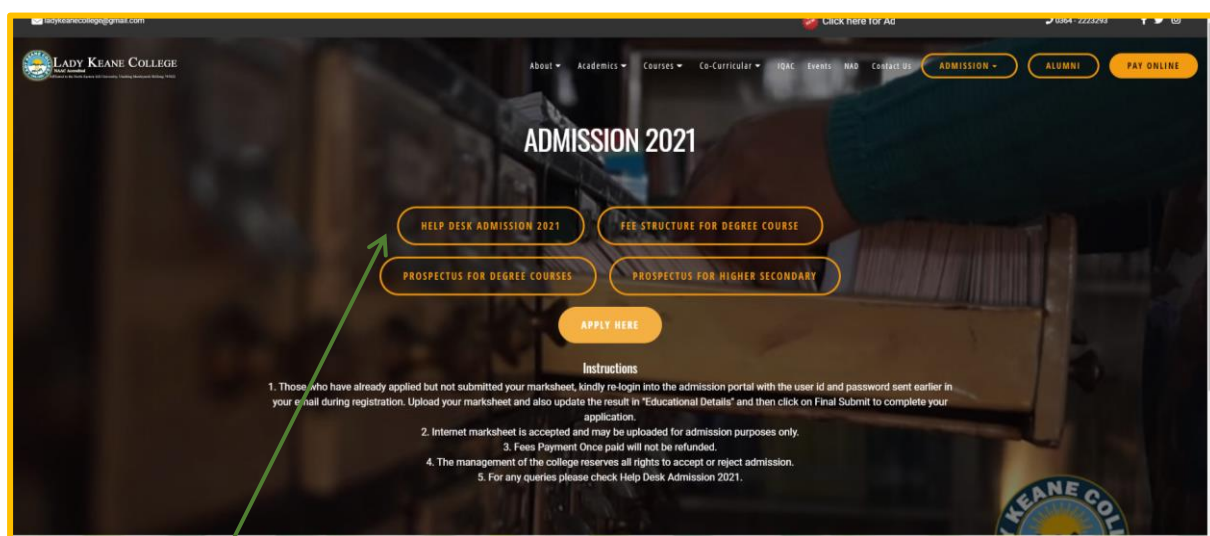 ladykeanecollege@gmail.com
Click here for Ad
0364 - 2223293
LADY KEANE COLLEGE
NAAC Accredited
About
Academics
Courses
Co-Curricular
IQAC
Events
NAD
Contact Us
ADMISSION
ALUMNI
PAY ONLINE
ADMISSION 2021
HELP DESK ADMISSION 2021
FEE STRUCTURE FOR DEGREE COURSE
PROSPECTUS FOR DEGREE COURSES
PROSPECTUS FOR HIGHER SECONDARY
APPLY HERE
Instructions
1. Those who have already applied but not submitted your marksheet, kindly re-login into the admission portal with the user id and password sent earlier in
your email during registration. Upload your marksheet and also update the result in "Educational Details" and then click on Final Submit to complete your
application.
2. Internet marksheet is accepted and may be uploaded for admission purposes only.
3. Fees Payment Once paid will not be refunded.
4. The management of the college reserves all rights to accept or reject admission.
5. For any queries please check Help Desk Admission 2021.
KEANE CO